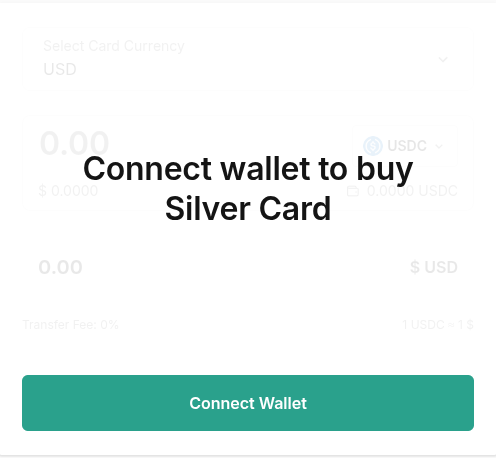 Select Card Currency
USD
0.00
USDC
Connect wallet to buy
Silver Card
$ 0.0000
0.0000 USDC
0.00
$ USD
Transfer Fee: 0%
1 USDC = 1 $
Connect Wallet